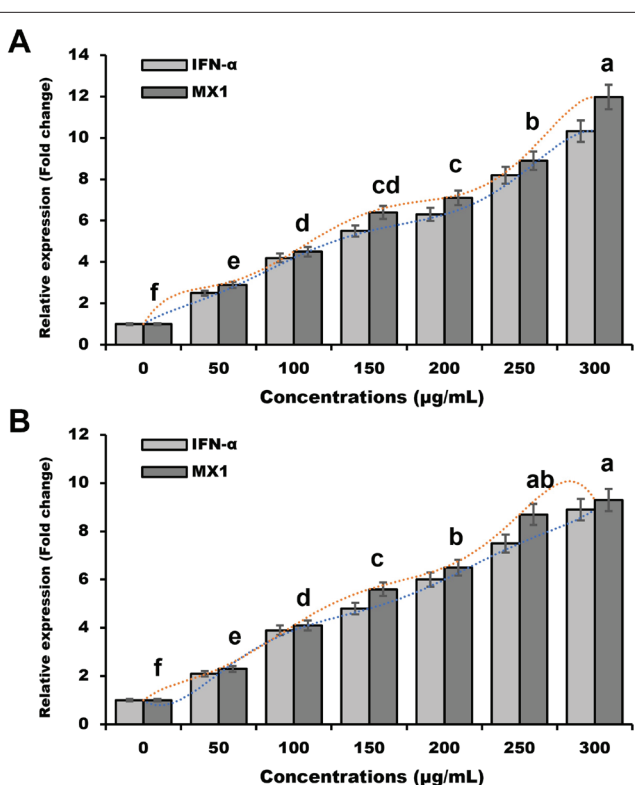 A
IFN-α
MX1
Relative expression (Fold change)
14
12
10
8
6
4
2
0
f
e
d
cd
c
b
a
0 50 100 150 200 250 300
Concentrations (µg/mL)
B
IFN-α
MX1
Relative expression (Fold change)
12
10
8
6
4
2
0
f
e
d
c
b
ab
a
0 50 100 150 200 250 300
Concentrations (µg/mL)